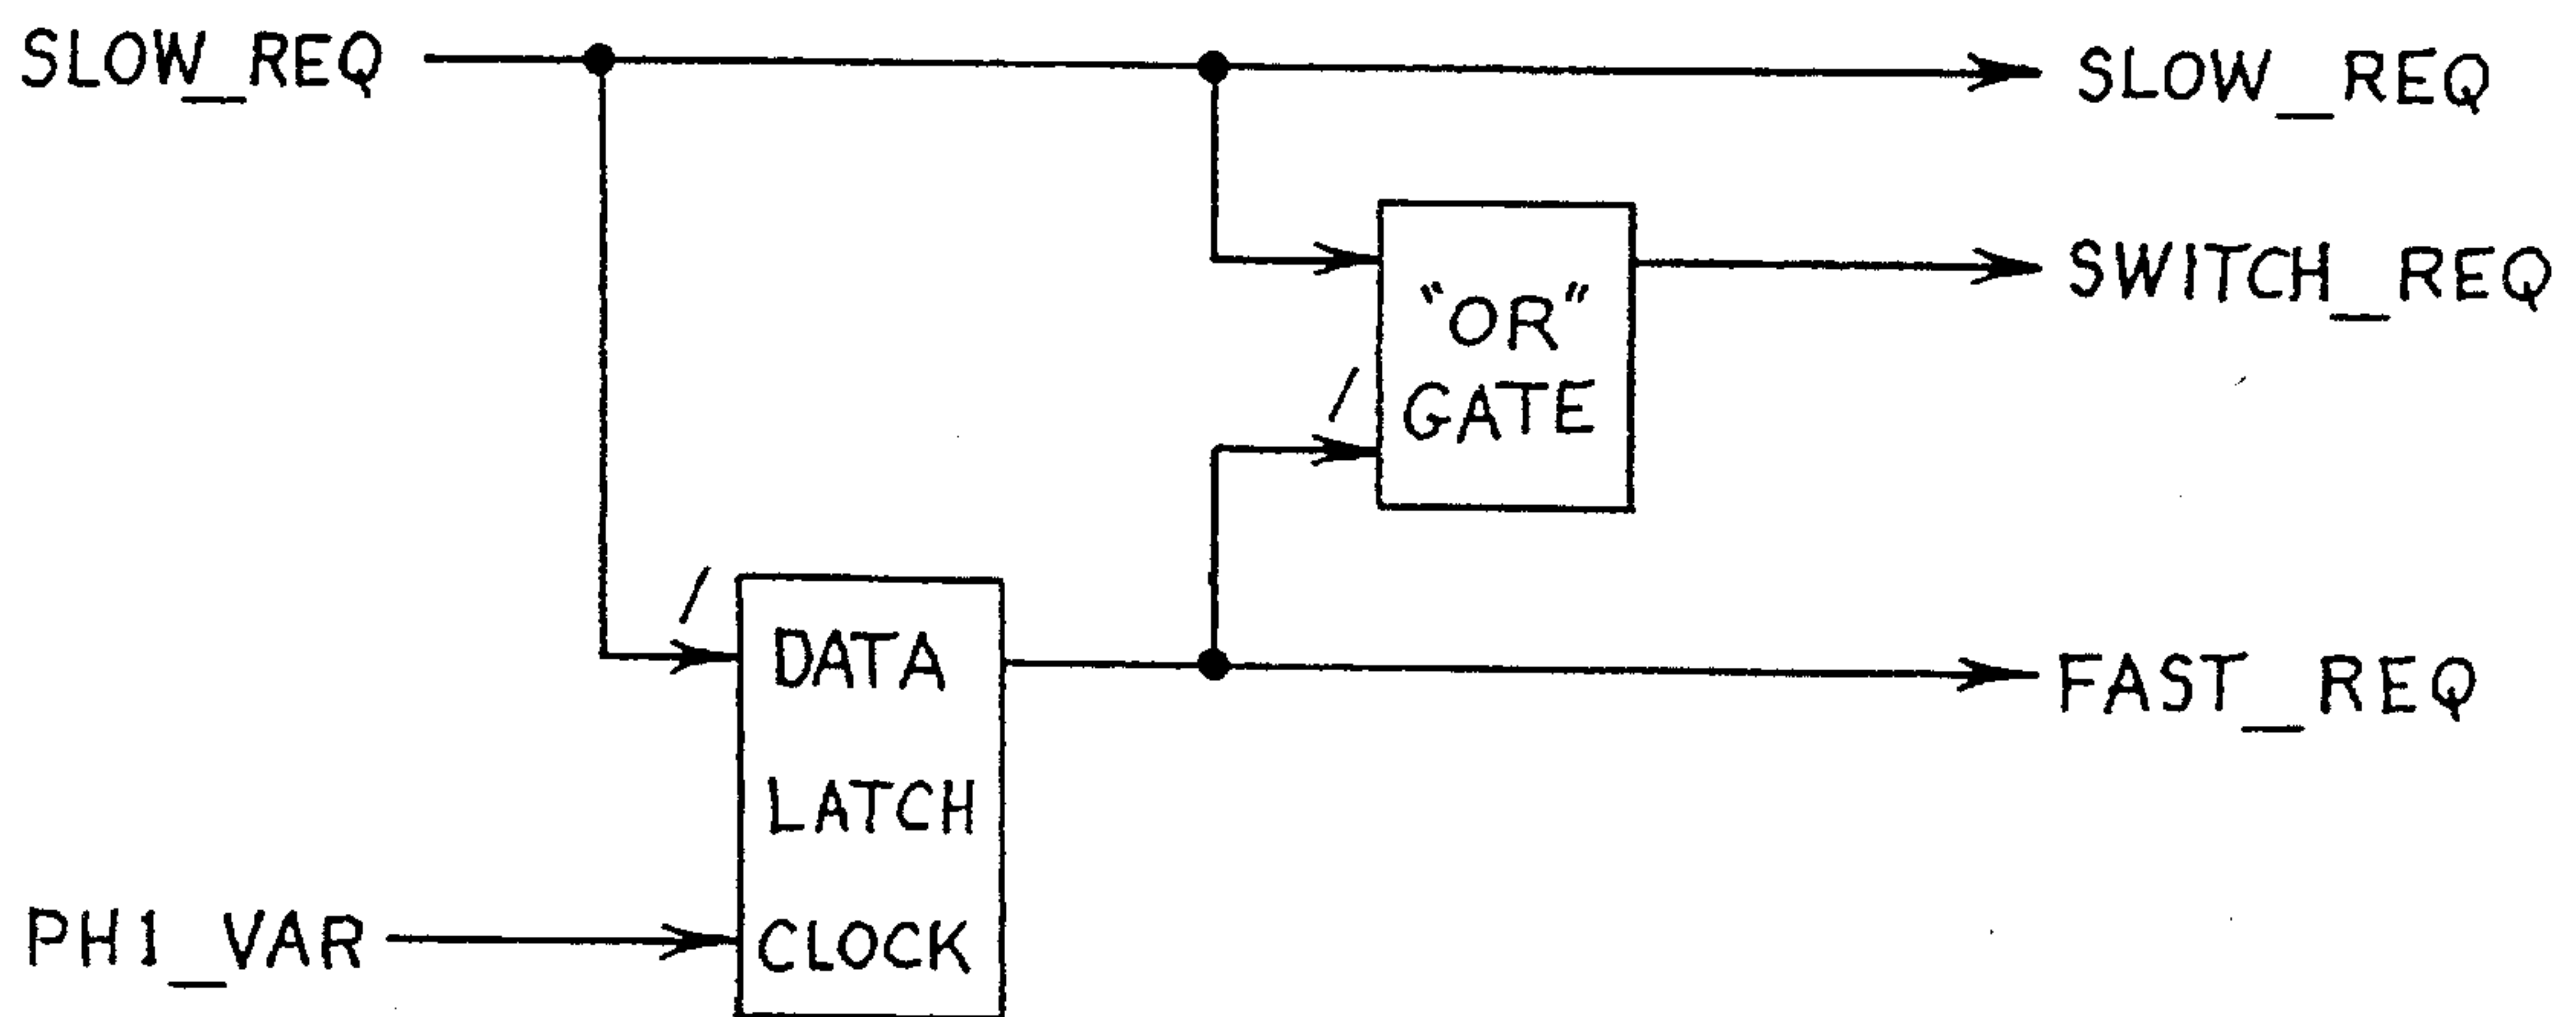 SLOW_REQ
SLOW_REQ
SWITCH_REQ
"OR"
GATE
/
/
DATA
LATCH
CLOCK
FAST_REQ
PH1_VAR